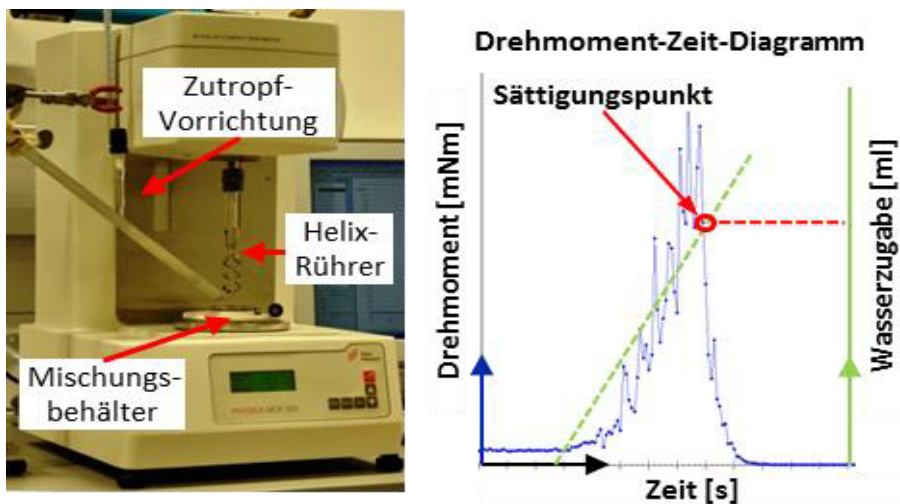 Zutropf-
Vorrichtung
Helix-
Rührer
Mischungs-
behälter
Drehmoment-Zeit-Diagramm
Sättigungspunkt
Drehmoment [mNm]
Wasserzugabe [ml]
Zeit [s]